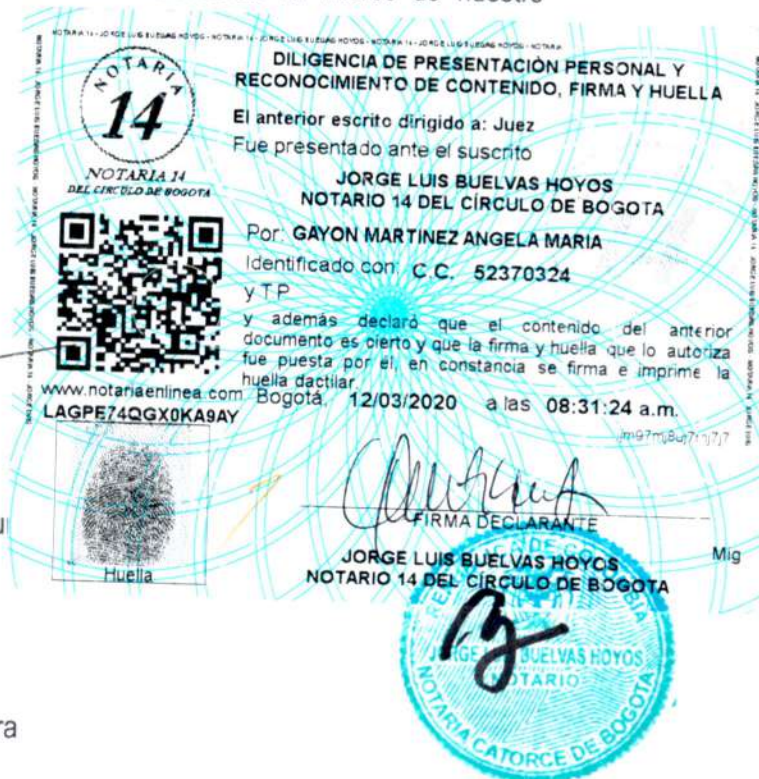 de nuestro
NOTARIA
14
NOTARIA 14
DEL CIRCULO DE BOGOTA
DILIGENCIA DE PRESENTACIÓN PERSONAL Y
RECONOCIMIENTO DE CONTENIDO, FIRMA Y HUELLA
El anterior escrito dirigido a: Juez
Fue presentado ante el suscrito
JORGE LUIS BUELVAS HOYOS
NOTARIO 14 DEL CÍRCULO DE BOGOTA
Por: GAYON MARTINEZ ANGELA MARIA
Identificado con: C.C. 52370324
y T.P.
y además declaró que el contenido del anterior
documento es cierto y que la firma y huella que lo autoriza
fue puesta por él, en constancia se firma e imprime la
huella dactilar.
www.notariaenlinea.com
LAGPEZ4QGX0KA9AY
Bogotá, 12/03/2020 a las 08:31:24 a.m.
Huella
FIRMA DECLARANTE
JORGE LUIS BUELVAS HOYOS
NOTARIO 14 DEL CÍRCULO DE BOGOTA
Mig
JORGE BUELVAS HOYOS
NOTARIO
NOTARIA CATORCE DE BOGOTA
ra